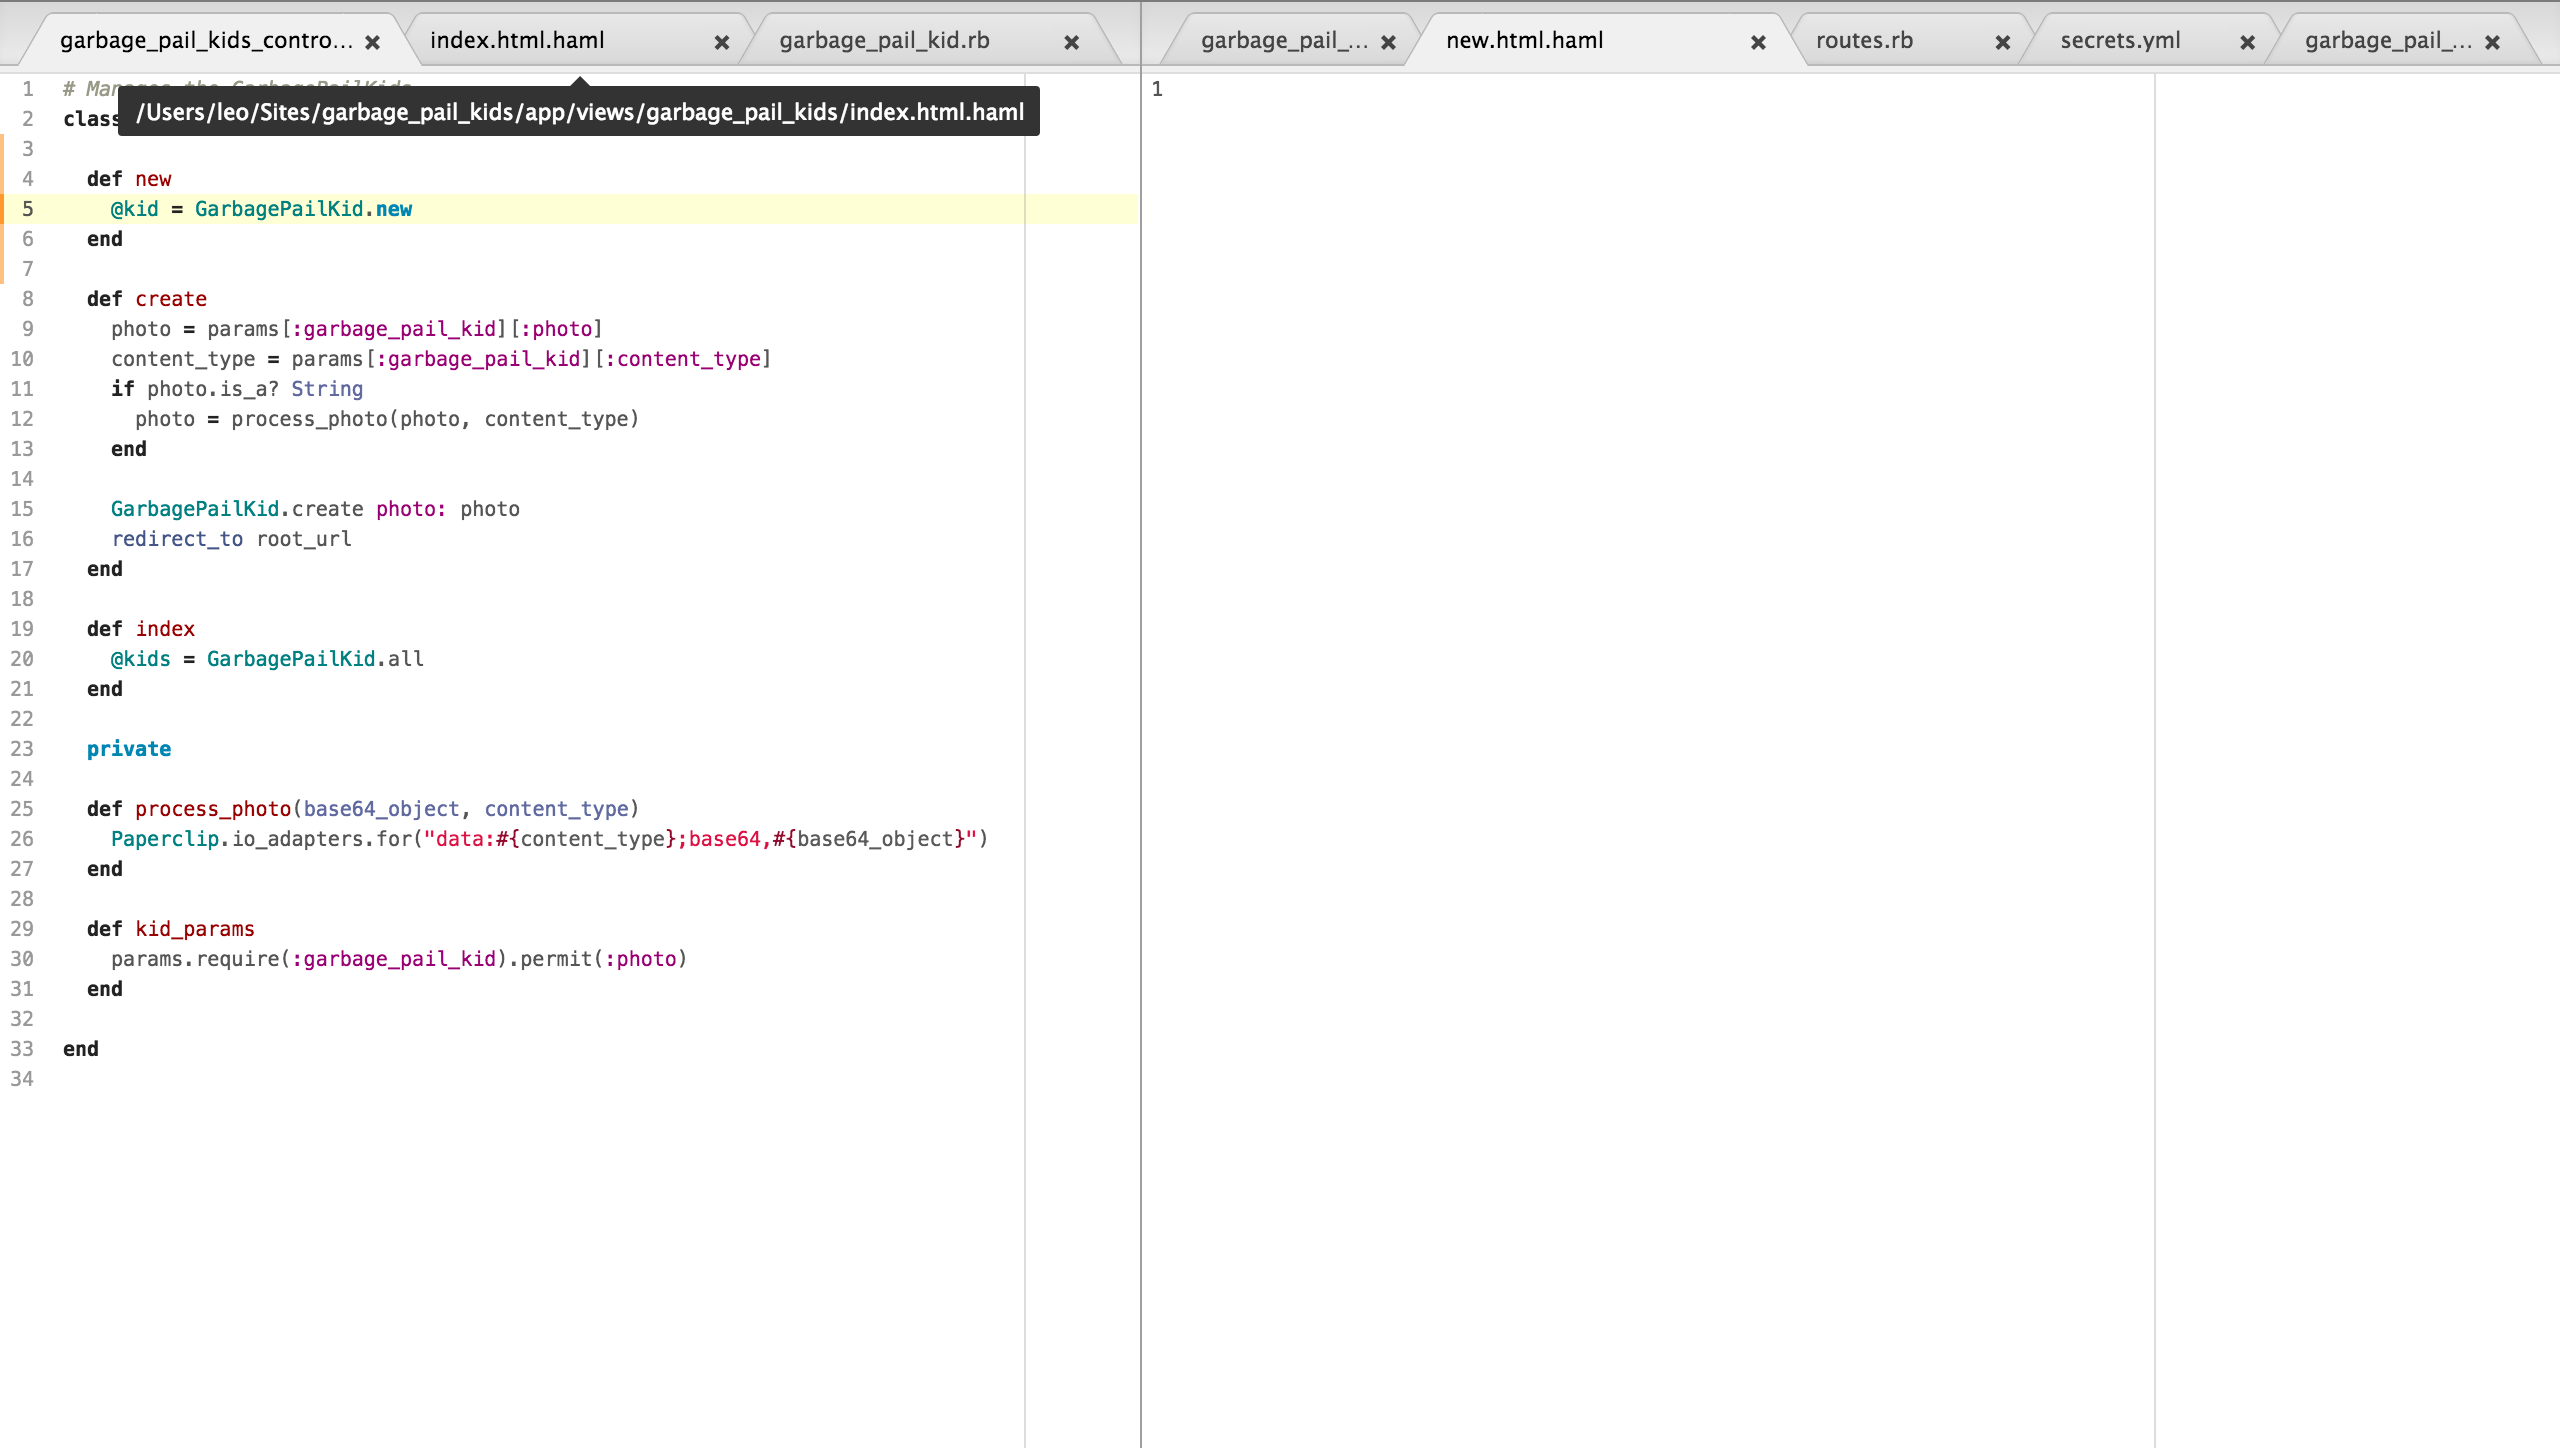 garbage_pail_kids_contro...
index.html.haml
garbage_pail_kid.rb
garbage_pail_...
new.html.haml
routes.rb
secrets.yml
garbage_pail_...
/Users/leo/Sites/garbage_pail_kids/app/views/garbage_pail_kids/index.html.haml
1 # Manages the GarbagePailKids
2 class
3
4 def new
5 @kid = GarbagePailKid.new
6 end
7
8 def create
9 photo = params[:garbage_pail_kid][:photo]
10 content_type = params[:garbage_pail_kid][:content_type]
11 if photo.is_a? String
12 photo = process_photo(photo, content_type)
13 end
14
15 GarbagePailKid.create photo: photo
16 redirect_to root_url
17 end
18
19 def index
20 @kids = GarbagePailKid.all
21 end
22
23 private
24
25 def process_photo(base64_object, content_type)
26 Paperclip.io_adapters.for("data:#{content_type};base64,#{base64_object}")
27 end
28
29 def kid_params
30 params.require(:garbage_pail_kid).permit(:photo)
31 end
32
33 end
34
1